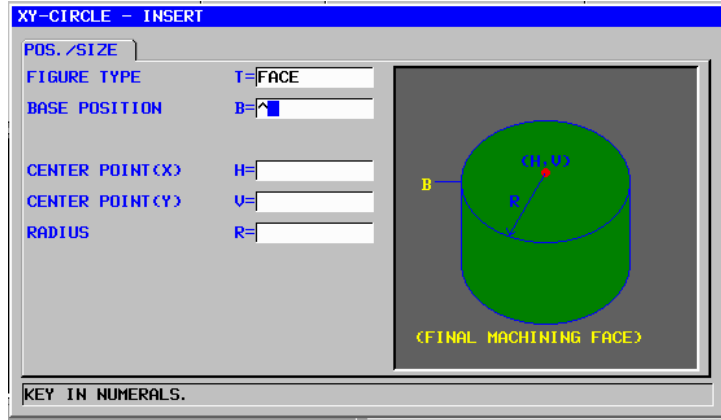 XY-CIRCLE - INSERT
POS./SIZE
FIGURE TYPE T=FACE
BASE POSITION B=^
CENTER POINT(X) H=
CENTER POINT(Y) V=
RADIUS R=
(H,V)
B
R
(FINAL MACHINING FACE)
KEY IN NUMERALS.